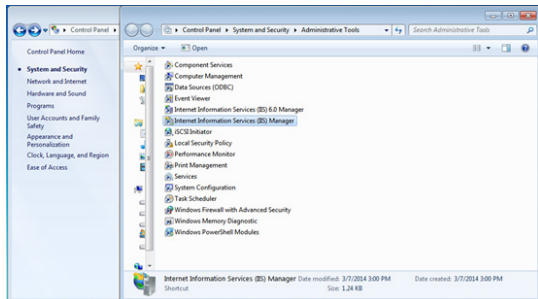 Control Panel
Control Panel Home
System and Security
Network and Internet
Hardware and Sound
Programs
User Accounts and Family
Safety
Appearance and
Personalization
Clock, Language, and Region
Ease of Access
Control Panel System and Security Administrative Tools
Search Administrative Tools
Organize
Open
Component Services
Computer Management
Data Sources (ODBC)
Event Viewer
Internet Information Services (IIS) 6.0 Manager
Internet Information Services (IIS) Manager
iSCSI Initiator
Local Security Policy
Performance Monitor
Print Management
Services
System Configuration
Task Scheduler
Windows Firewall with Advanced Security
Windows Memory Diagnostic
Windows PowerShell Modules
Internet Information Services (IIS) Manager Date modified: 3/7/2014 3:00 PM Date created: 3/7/2014 3:00 PM
Shortcut Size: 1.24 KB